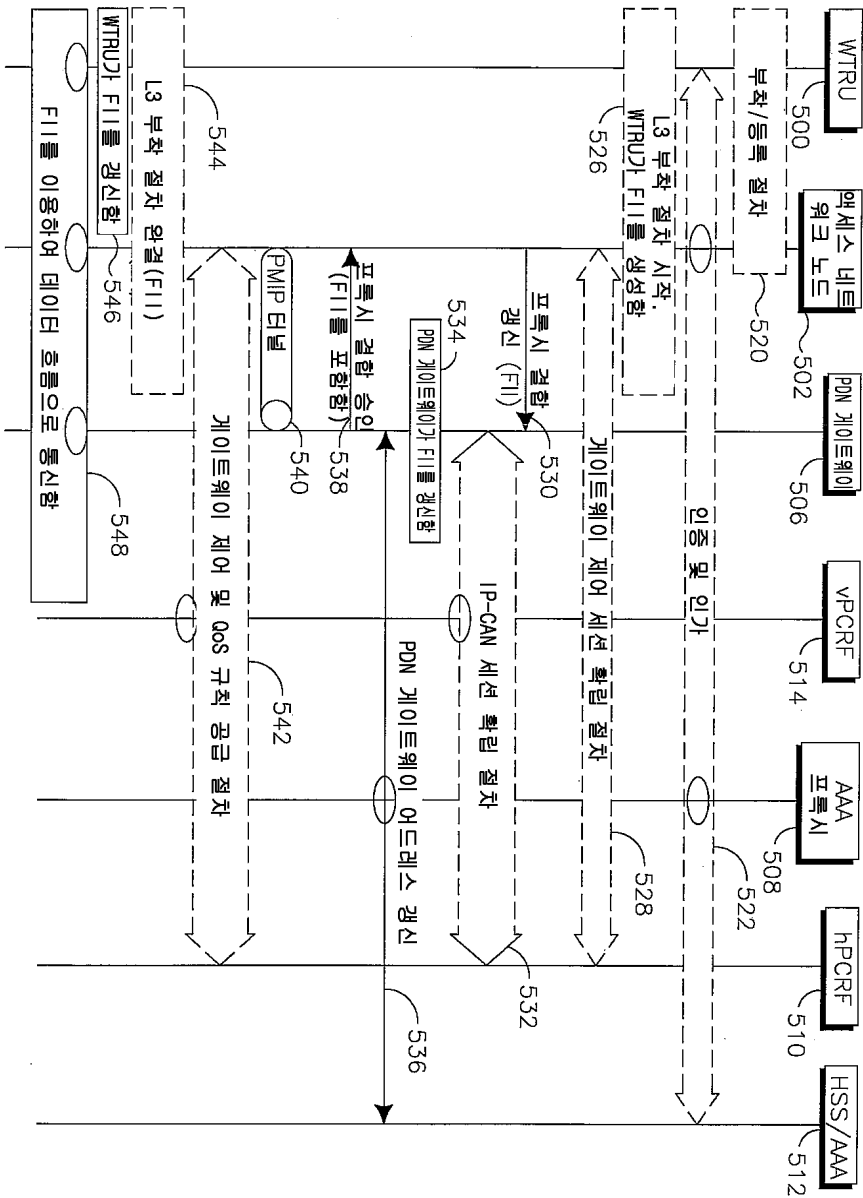 WTRU
500
액세스 네트
워크 노드
502
PDN 게이트웨이
506
vPCRF
514
AAA
프록시
508
hPCRF
510
HSS/AAA
512
부착/등록 절차
520
인증 및 인가
522
L3 부착 절차 시작.
WTRU가 FII를 생성함
526
게이트웨이 제어 세션 확립 절차
528
프록시 결합
갱신 (FII)
530
IP-CAN 세션 확립 절차
532
PDN 게이트웨이가 FII를 갱신함
534
PDN 게이트웨이 어드레스 갱신
536
프록시 결합 승인
(FII를 포함함)
538
PMIP 터널
540
게이트웨이 제어 및 QoS 규칙 공급 절차
542
L3 부착 절차 완결(FII)
544
WTRU가 FII를 갱신함
546
FII를 이용하여 데이터 흐름으로 통신함
548